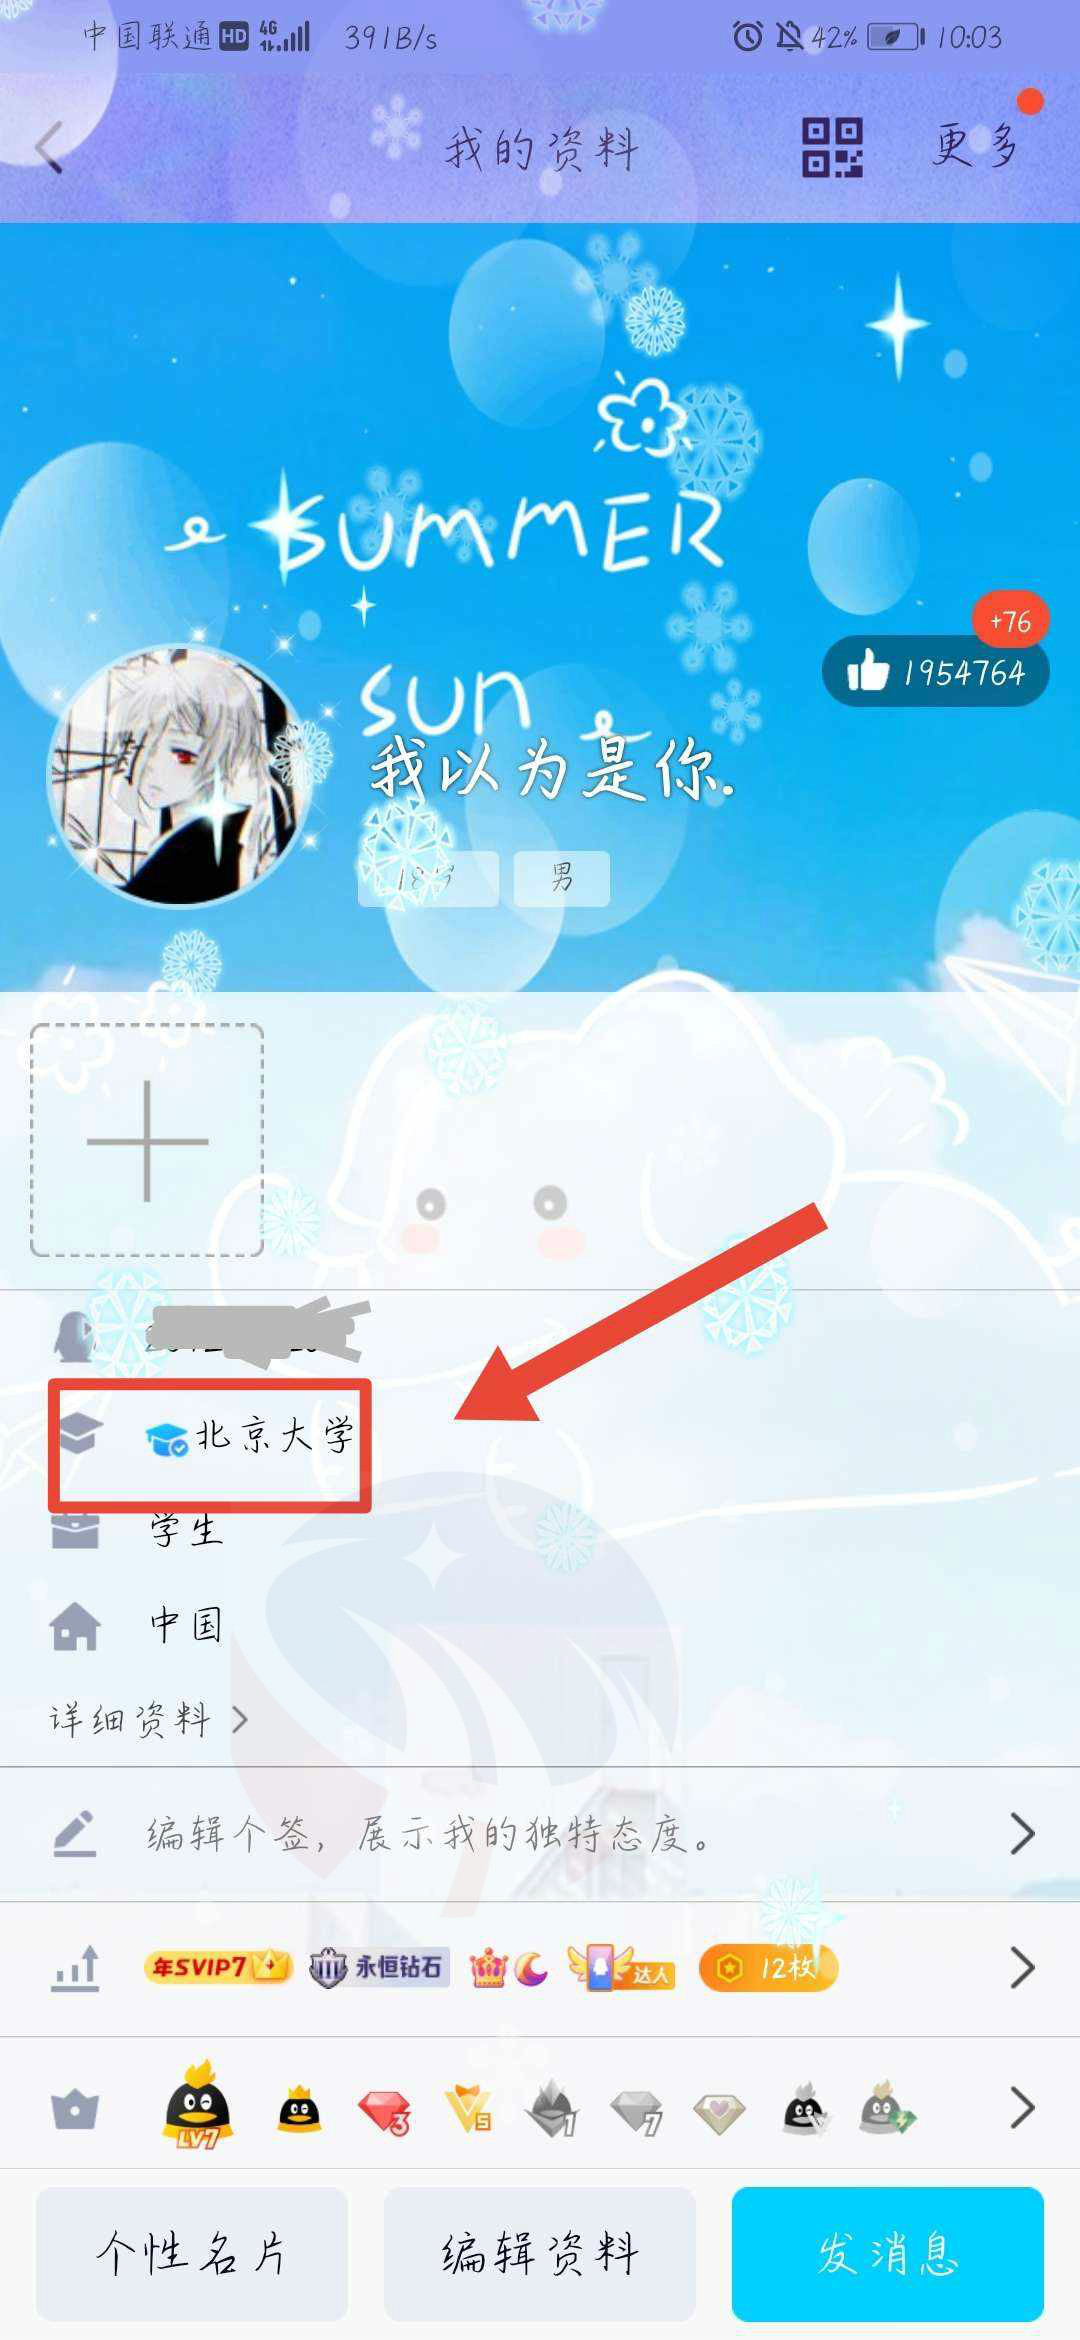 中国联通 HD 4G 391B/s 42% 10:03
我的资料 更多
SUMMER
+76
1954764
SUN
我以为是你.
男
北京大学
学生
中国
详细资料
编辑个签，展示我的独特态度。
年SVIP7 永恒钻石 达人 12枚
LV7 3 5 1 7
个性名片 编辑资料 发消息